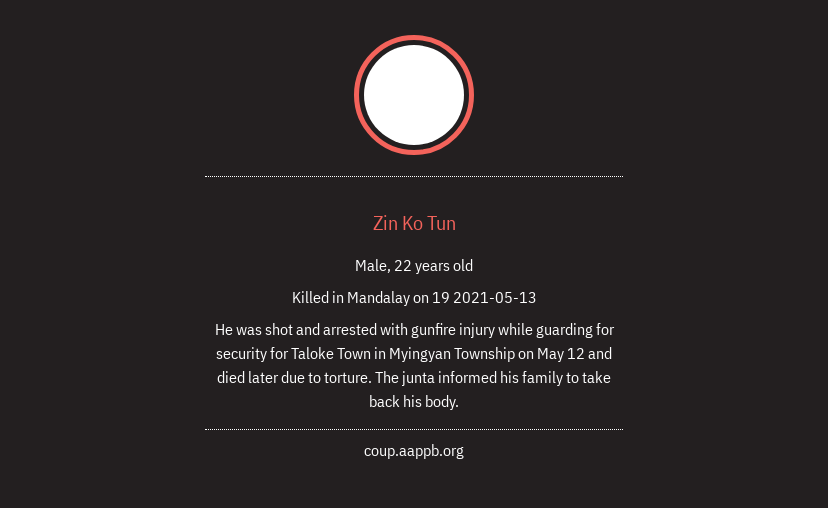 Zin Ko Tun
Male, 22 years old
Killed in Mandalay on 19 2021-05-13
He was shot and arrested with gunfire injury while guarding for
security for Taloke Town in Myingyan Township on May 12 and
died later due to torture. The junta informed his family to take
back his body.
coup.aappb.org